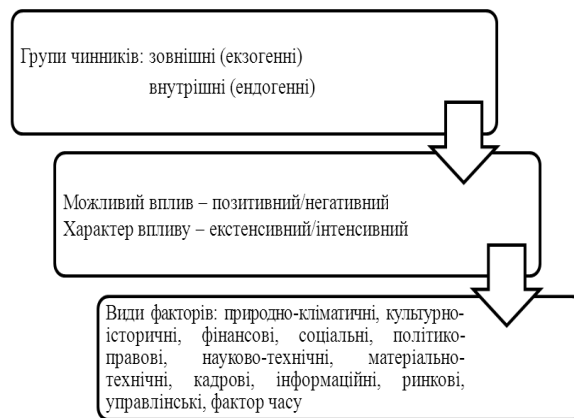 Групи чинників: зовнішні (екзогенні)
внутрішні (ендогенні)
Можливий вплив – позитивний/негативний
Характер впливу – екстенсивний/інтенсивний
Види факторів: природно-кліматичні, культурно-
історичні, фінансові, соціальні, політико-
правові, науково-технічні, матеріально-
технічні, кадрові, інформаційні, ринкові,
управлінські, фактор часу